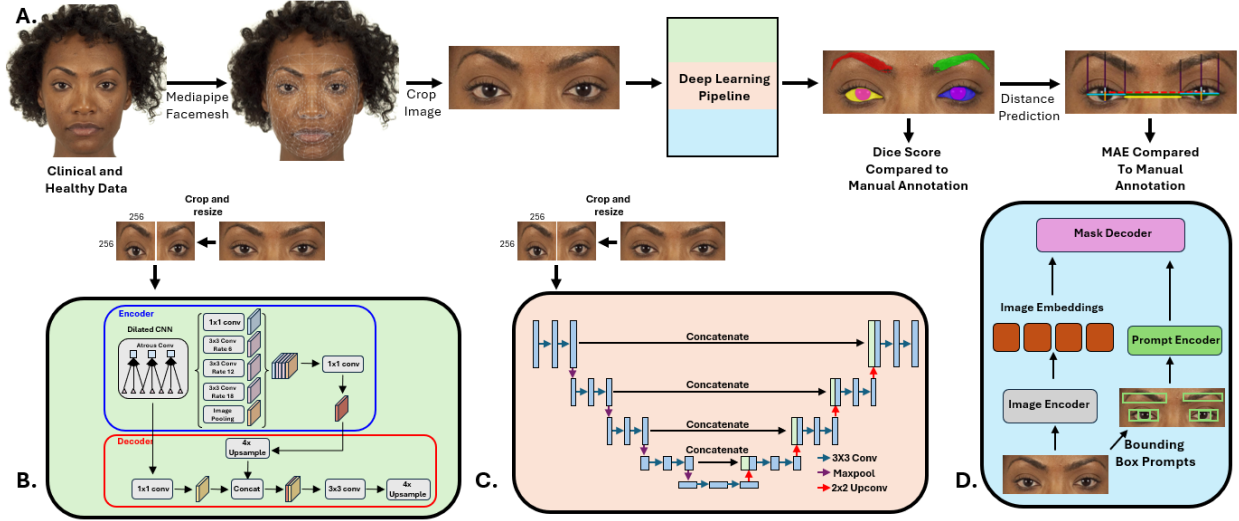 A.
Mediapipe
Facemesh
Crop
Image
Deep Learning
Pipeline
Distance
Prediction
Clinical and
Healthy Data
Dice Score
Compared to
Manual Annotation
MAE Compared
To Manual
Annotation
256
256
Crop and
resize
Encoder
Dilated CNN
Atrous Conv
1x1 conv
3x3 Conv
Rate 6
3x3 Conv
Rate 12
3x3 Conv
Rate 18
Image
Pooling
1x1 conv
Decoder
4x
Upsample
1x1 conv
Concat
3x3 conv
4x
Upsample
B.
256
256
Crop and
resize
Concatenate
Concatenate
Concatenate
Concatenate
3X3 Conv
Maxpool
2x2 Upconv
C.
Mask Decoder
Image Embeddings
Prompt Encoder
Image Encoder
Bounding
Box Prompts
D.